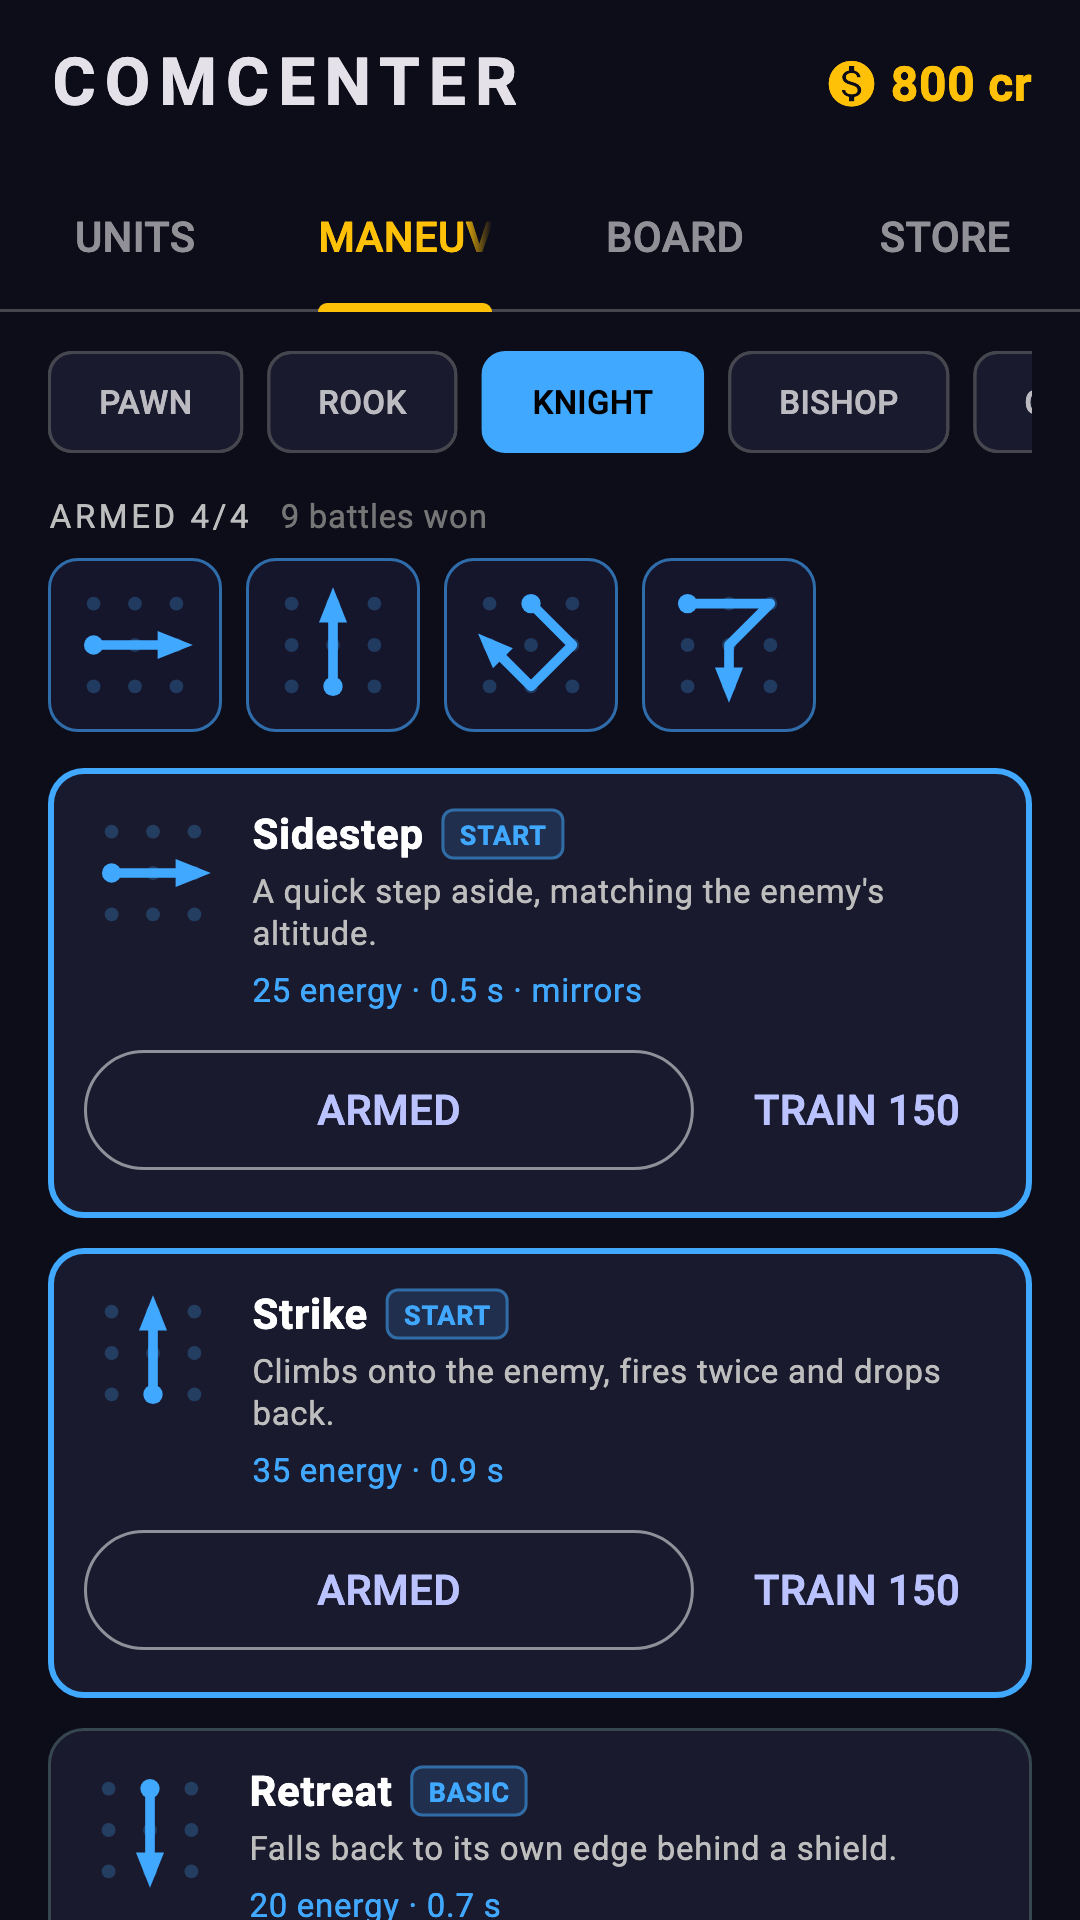 COMCENTER
$ 800 cr
UNITS
MANEUV
BOARD
STORE
PAWN
ROOK
KNIGHT
BISHOP
ARMED 4/4 9 battles won
Sidestep START
A quick step aside, matching the enemy's
altitude.
25 energy · 0.5 s · mirrors
ARMED
TRAIN 150
Strike START
Climbs onto the enemy, fires twice and drops
back.
35 energy · 0.9 s
ARMED
TRAIN 150
Retreat BASIC
Falls back to its own edge behind a shield.
20 energy · 0.7 s